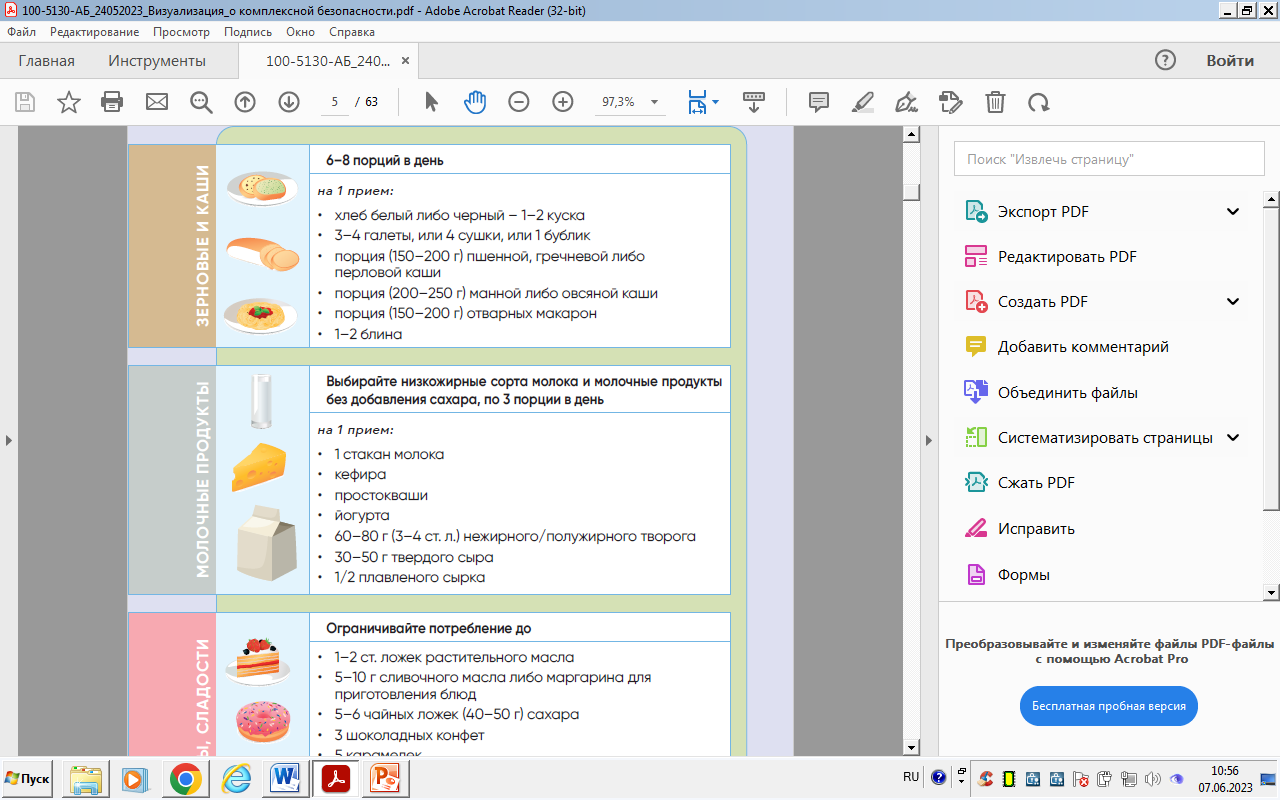 100-5130-АБ_24052023_Визуализация_о комплексной безопасности.pdf - Adobe Acrobat Reader (32-bit)
Файл Редактирование Просмотр Подпись Окно Справка
Главная Инструменты 100-5130-АБ_240... × Войти
5 / 63 97,3%
ЗЕРНОВЫЕ И КАШИ
6–8 порций в день
на 1 прием:
• хлеб белый либо черный – 1–2 куска
• 3–4 галеты, или 4 сушки, или 1 бублик
• порция (150–200 г) пшенной, гречневой либо
перловой каши
• порция (200–250 г) манной либо овсяной каши
• порция (150–200 г) отварных макарон
• 1–2 блина
МОЛОЧНЫЕ ПРОДУКТЫ
Выбирайте низкожирные сорта молока и молочные продукты
без добавления сахара, по 3 порции в день
на 1 прием:
• 1 стакан молока
• кефира
• простокваши
• йогурта
• 60–80 г (3–4 ст. л.) нежирного/полужирного творога
• 30–50 г твердого сыра
• 1/2 плавленого сырка
СЛАДОСТИ
Ограничивайте потребление до
• 1–2 ст. ложек растительного масла
• 5–10 г сливочного масла либо маргарина для
приготовления блюд
• 5–6 чайных ложек (40–50 г) сахара
• 3 шоколадных конфет
• 5 карамелек
Поиск "Извлечь страницу"
Экспорт PDF
Редактировать PDF
Создать PDF
Добавить комментарий
Объединить файлы
Систематизировать страницы
Сжать PDF
Исправить
Формы
Преобразовывайте и изменяйте файлы PDF-файлы
с помощью Acrobat Pro
Бесплатная пробная версия
Пуск RU 10:56
07.06.2023